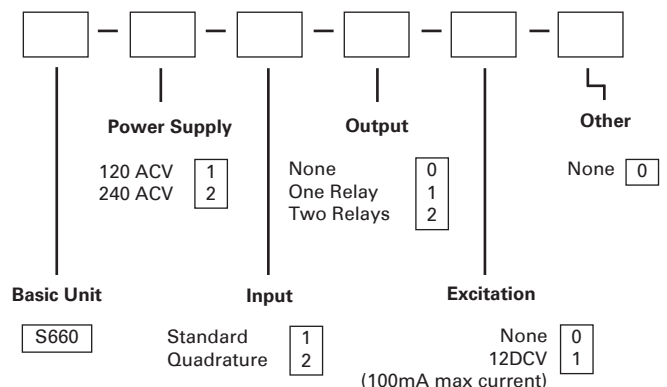 Power Supply
120 ACV 1
240 ACV 2
Output
None 0
One Relay 1
Two Relays 2
Other
None 0
Basic Unit
S660
Input
Standard 1
Quadrature 2
Excitation
None 0
12DCV 1
(100mA max current)